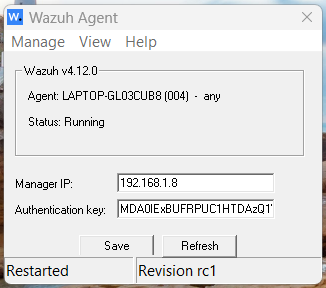 W. Wazuh Agent
Manage View Help
Wazuh v4.12.0
Agent: LAPTOP-GL03CUB8 (004) - any
Status: Running
Manager IP: 192.168.1.8
Authentication key:
Save Refresh
Restarted Revision rc1